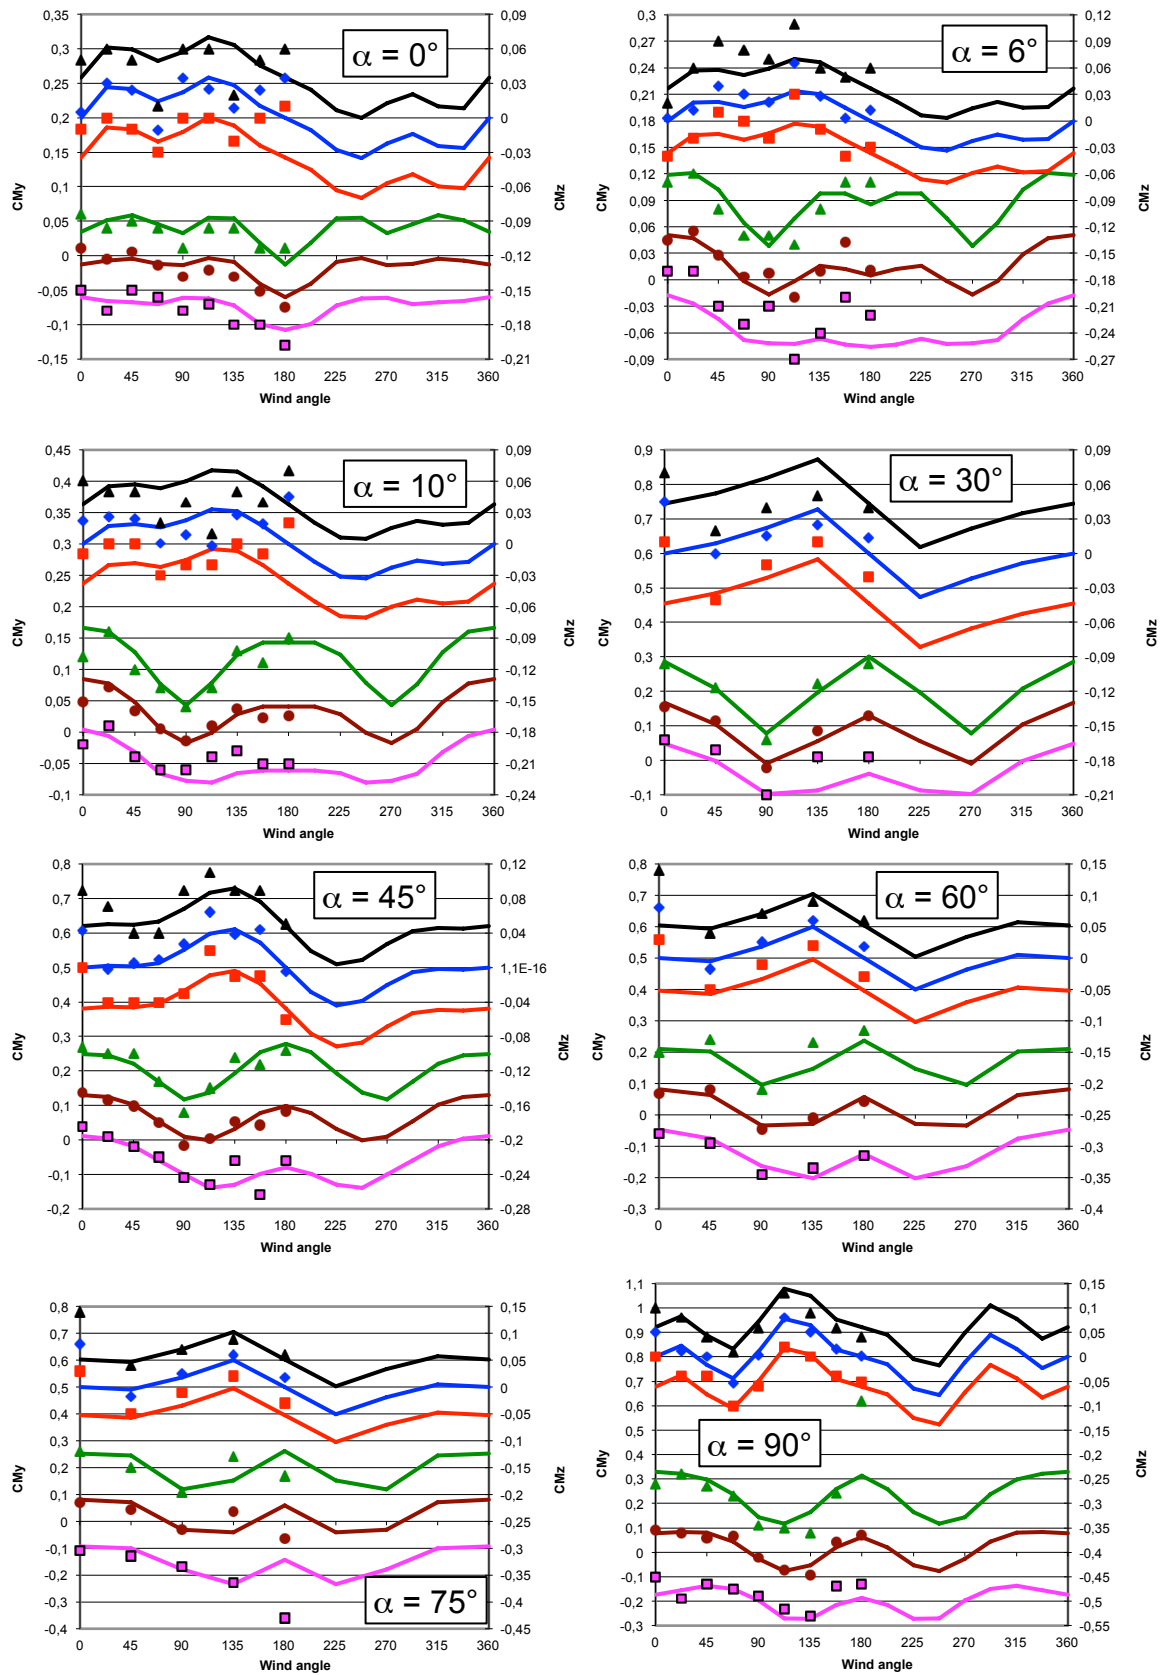 0,35 0,09
0,3 0,06
0,25 0,03
0,2 0
0,15 -0,03
0,1 -0,06
0,05 -0,09
0 -0,12
-0,05 -0,15
-0,1 -0,18
-0,15 -0,21
α = 0°
CMy
CMz
0 45 90 135 180 225 270 315 360
Wind angle
0,3 0,12
0,27 0,09
0,24 0,06
0,21 0,03
0,18 0
0,15 -0,03
0,12 -0,06
0,09 -0,09
0,06 -0,12
0,03 -0,15
0 -0,18
-0,03 -0,21
-0,06 -0,24
-0,09 -0,27
α = 6°
CMy
CMz
0 45 90 135 180 225 270 315 360
Wind angle
0,45 0,09
0,4 0,06
0,35 0,03
0,3 0
0,25 -0,03
0,2 -0,06
0,15 -0,09
0,1 -0,12
0,05 -0,15
0 -0,18
-0,05 -0,21
-0,1 -0,24
α = 10°
CMy
CMz
0 45 90 135 180 225 270 315 360
Wind angle
0,9 0,09
0,8 0,06
0,7 0,03
0,6 0
0,5 -0,03
0,4 -0,06
0,3 -0,09
0,2 -0,12
0,1 -0,15
0 -0,18
-0,1 -0,21
α = 30°
CMy
CMz
0 45 90 135 180 225 270 315 360
Wind angle
0,8 0,12
0,7 0,08
0,6 0,04
0,5 1,1E-16
0,4 -0,04
0,3 -0,08
0,2 -0,12
0,1 -0,16
0 -0,2
-0,1 -0,24
-0,2 -0,28
α = 45°
CMy
CMz
0 45 90 135 180 225 270 315 360
Wind angle
0,8 0,15
0,7 0,1
0,6 0,05
0,5 0
0,4 -0,05
0,3 -0,1
0,2 -0,15
0,1 -0,2
0 -0,25
-0,1 -0,3
-0,2 -0,35
-0,3 -0,4
α = 60°
CMy
CMz
0 45 90 135 180 225 270 315 360
Wind angle
0,8 0,15
0,7 0,1
0,6 0,05
0,5 0
0,4 -0,05
0,3 -0,1
0,2 -0,15
0,1 -0,2
0 -0,25
-0,1 -0,3
-0,2 -0,35
-0,3 -0,4
-0,4 -0,45
α = 75°
CMy
CMz
0 45 90 135 180 225 270 315 360
Wind angle
1,1 0,15
1 0,1
0,9 0,05
0,8 0
0,7 -0,05
0,6 -0,1
0,5 -0,15
0,4 -0,2
0,3 -0,25
0,2 -0,3
0,1 -0,35
0 -0,4
-0,1 -0,45
-0,2 -0,5
-0,3 -0,55
α = 90°
CMy
CMz
0 45 90 135 180 225 270 315 360
Wind angle